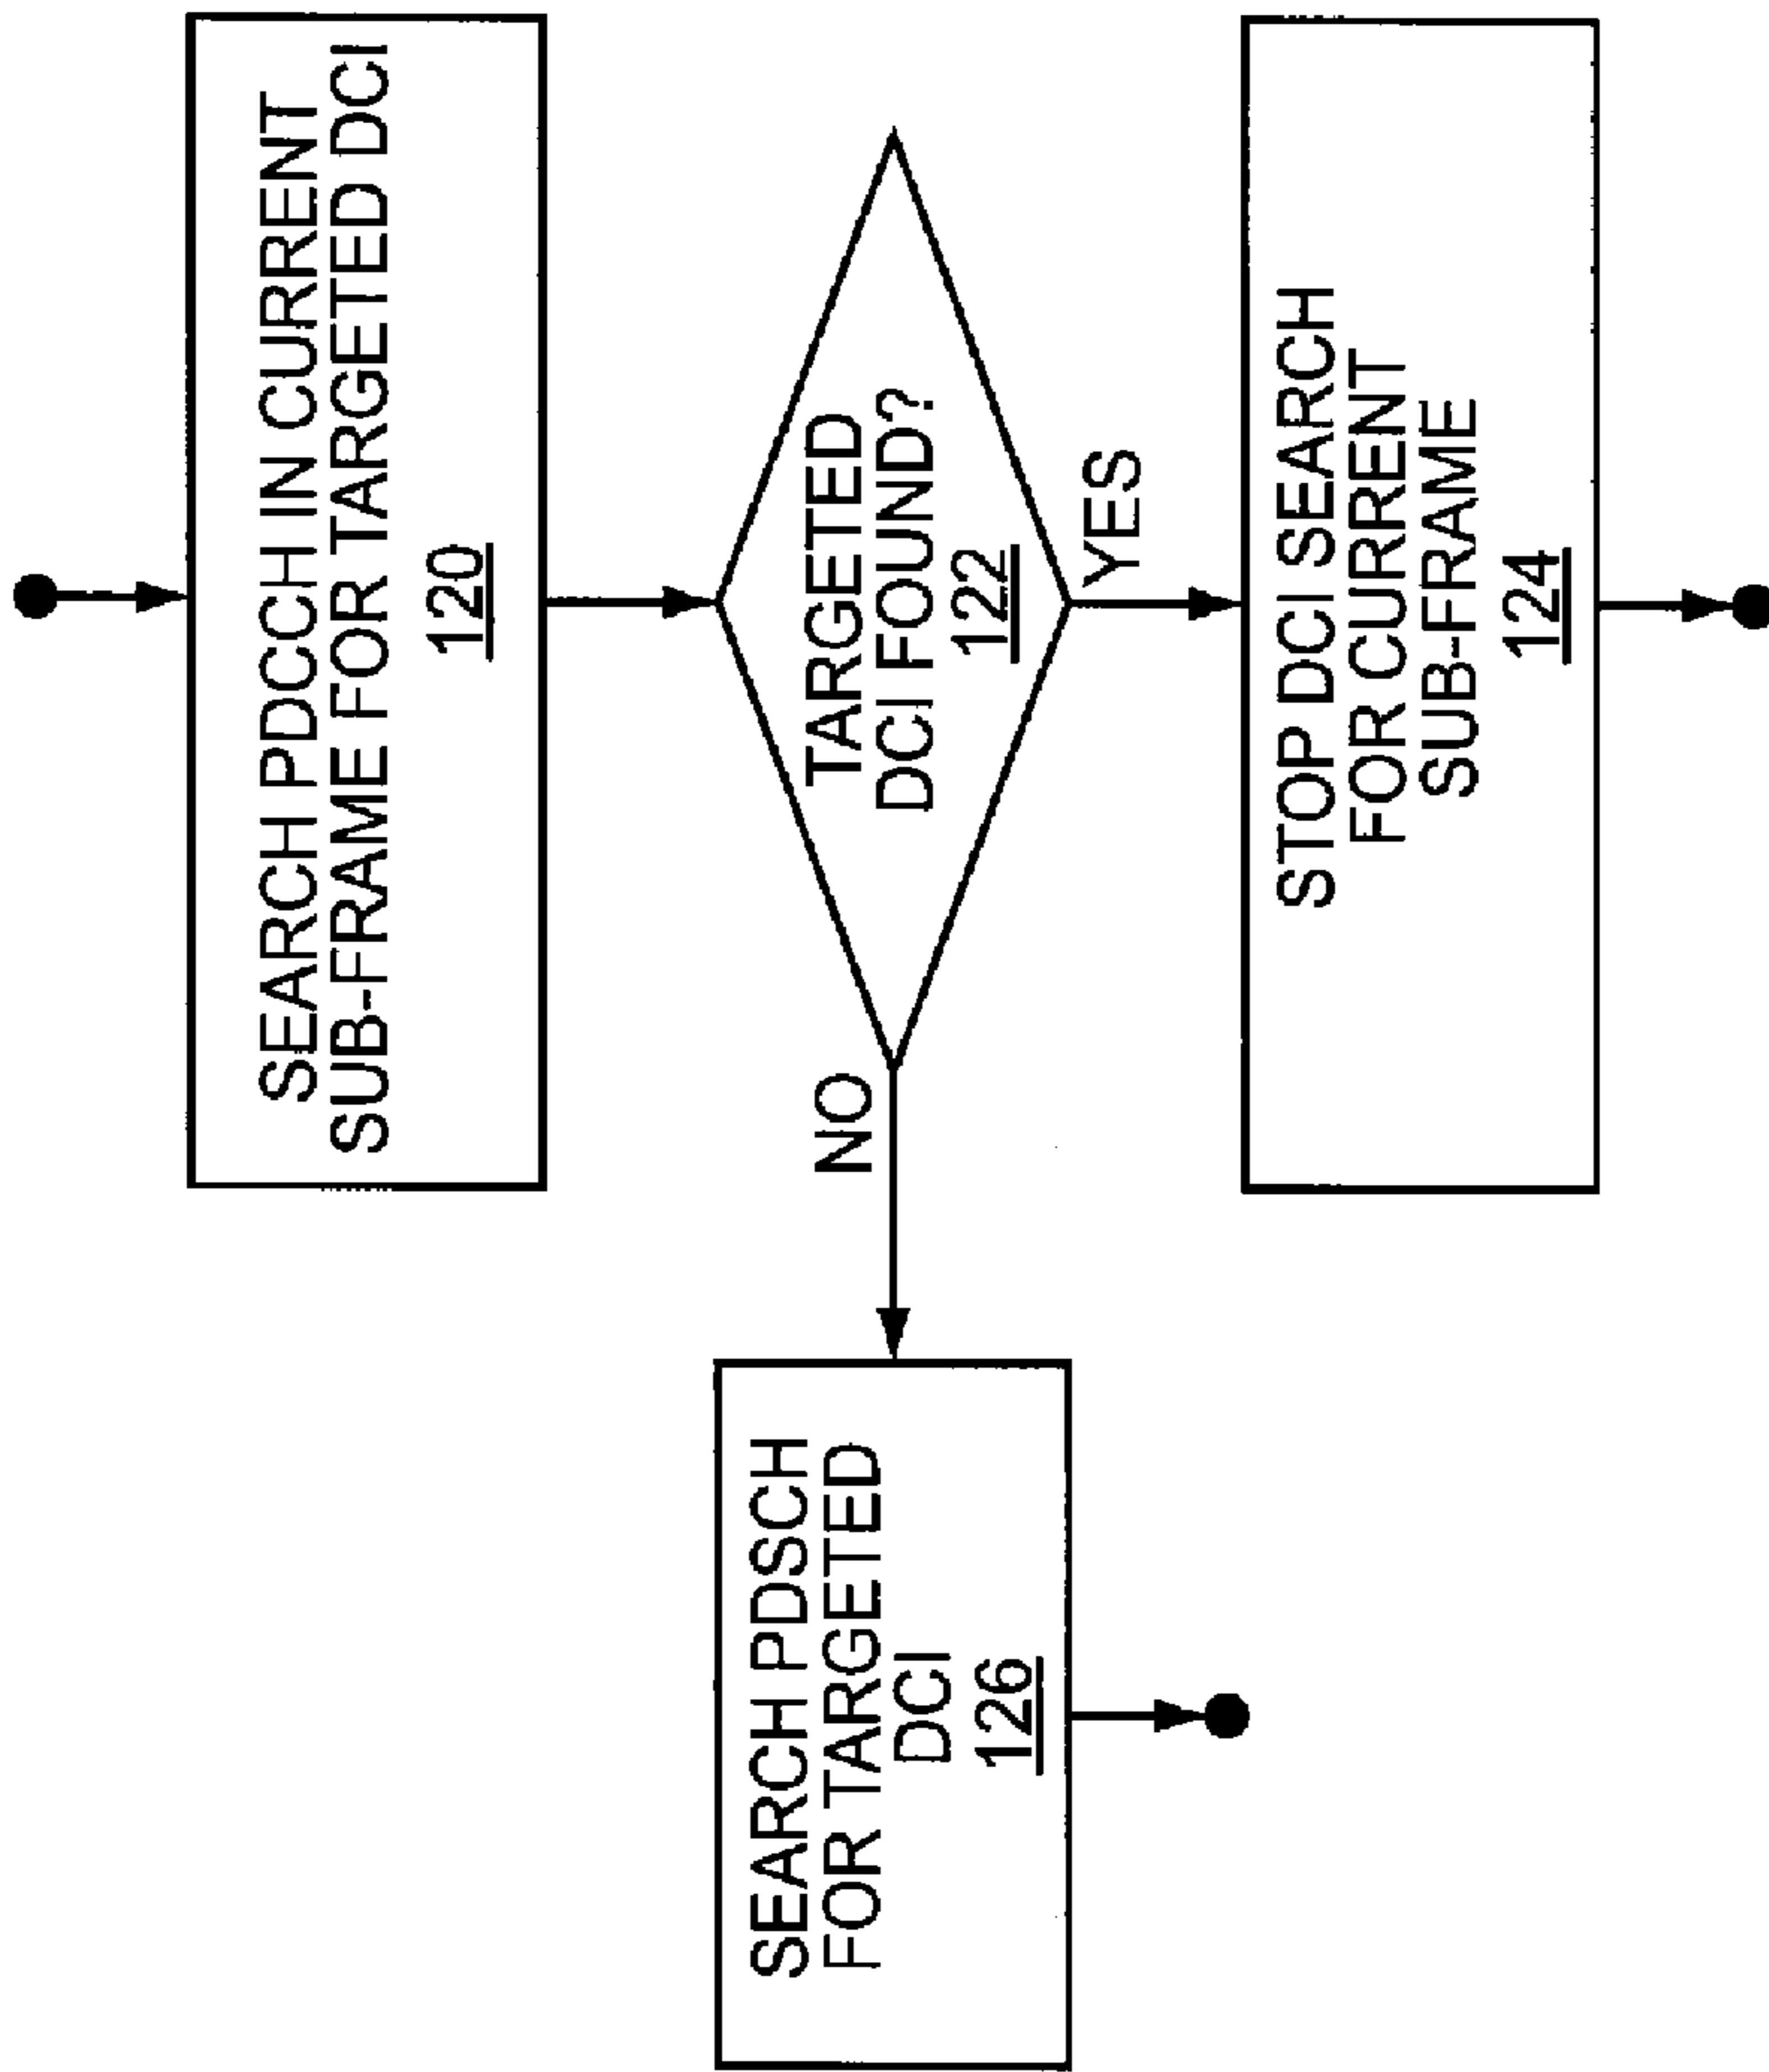 SEARCH PDCCH IN CURRENT
SUB-FRAME FOR TARGETED DCI
120
TARGETED
DCI FOUND?
122
NO
YES
SEARCH PDSCH
FOR TARGETED
DCI
126
STOP DCI SEARCH
FOR CURRENT
SUB-FRAME
124